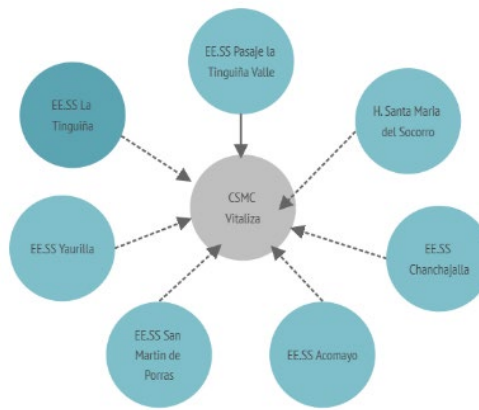 EE.SS Pasaje la
Tinguiña Valle
EE.SS La
Tinguiña
H. Santa Maria
del Socorro
CSMC
Vitaliza
EE.SS Yaurilla
EE.SS
Chanchajalla
EE.SS San
Martín de
Porras
EE.SS Acomayo